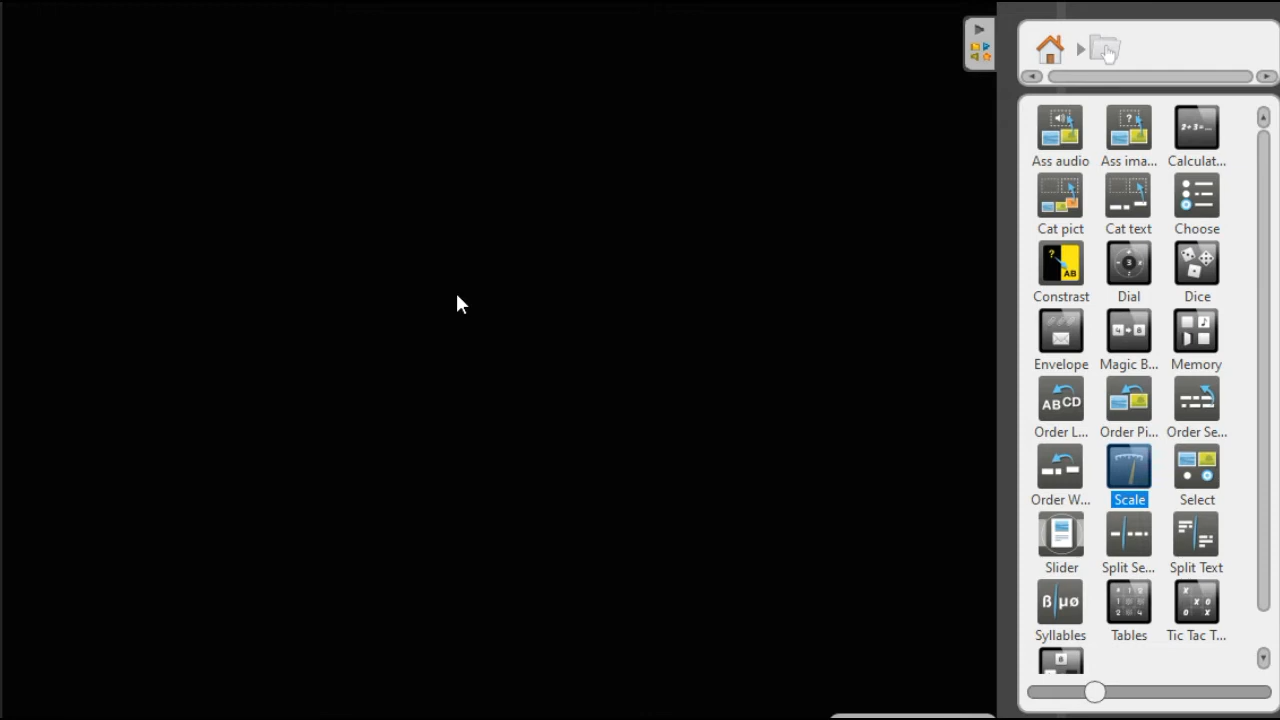 Ass audio
Ass ima...
Calculat...
Cat pict
Cat text
Choose
Constrast
Dial
Dice
Envelope
Magic B...
Memory
Order L...
Order Pi...
Order Se...
Order W...
Scale
Select
Slider
Split Se...
Split Text
Syllables
Tables
Tic Tac T...